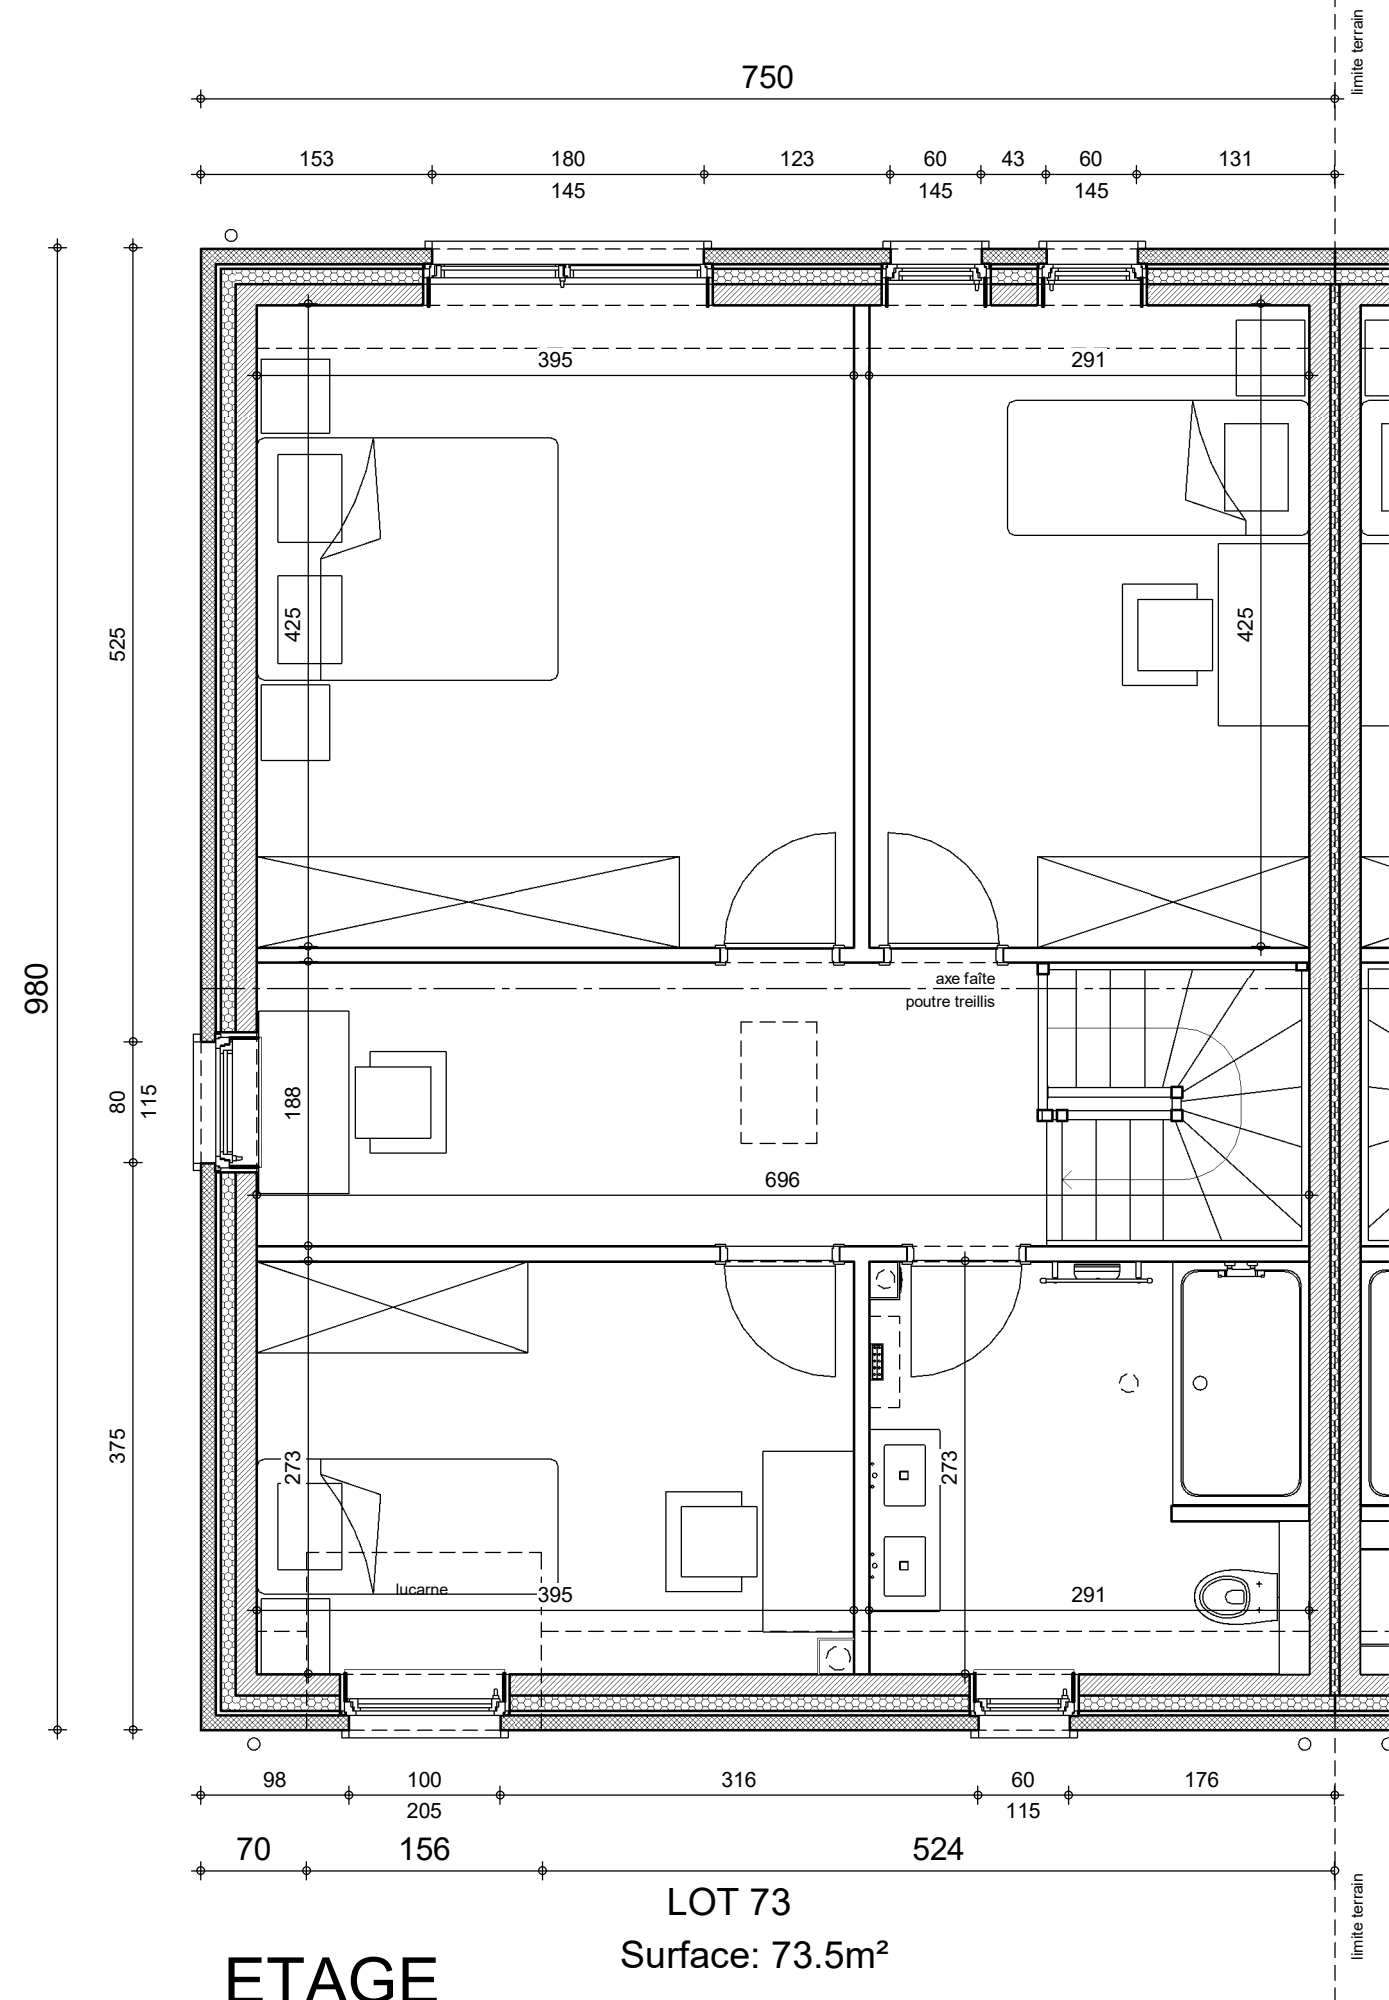 limite terrain
750
153 180 123 60 43 60 131
145 145 145
395 291
425 425
525
980
axe faîte
poutre treillis
80 115 188
696
375
273 273
lucarne
395 291
98 100 316 60 176
205 115
70 156 524
LOT 73
limite terrain
Surface: 73.5m²
ETAGE